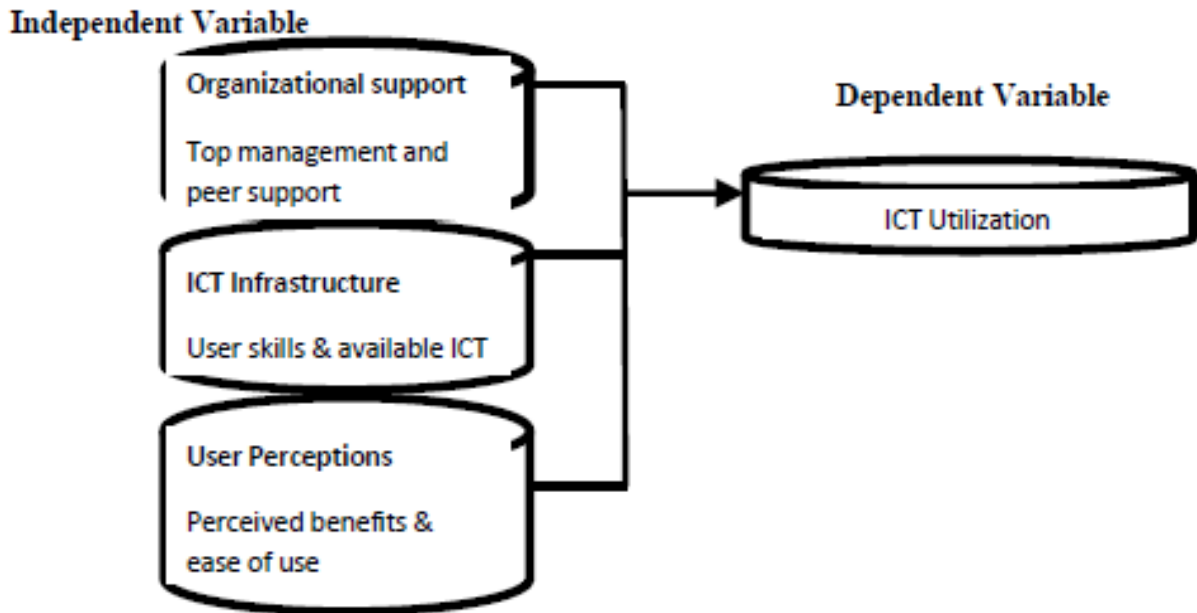 Independent Variable
Organizational support
Top management and
peer support
ICT Infrastructure
User skills & available ICT
User Perceptions
Perceived benefits &
ease of use
Dependent Variable
ICT Utilization